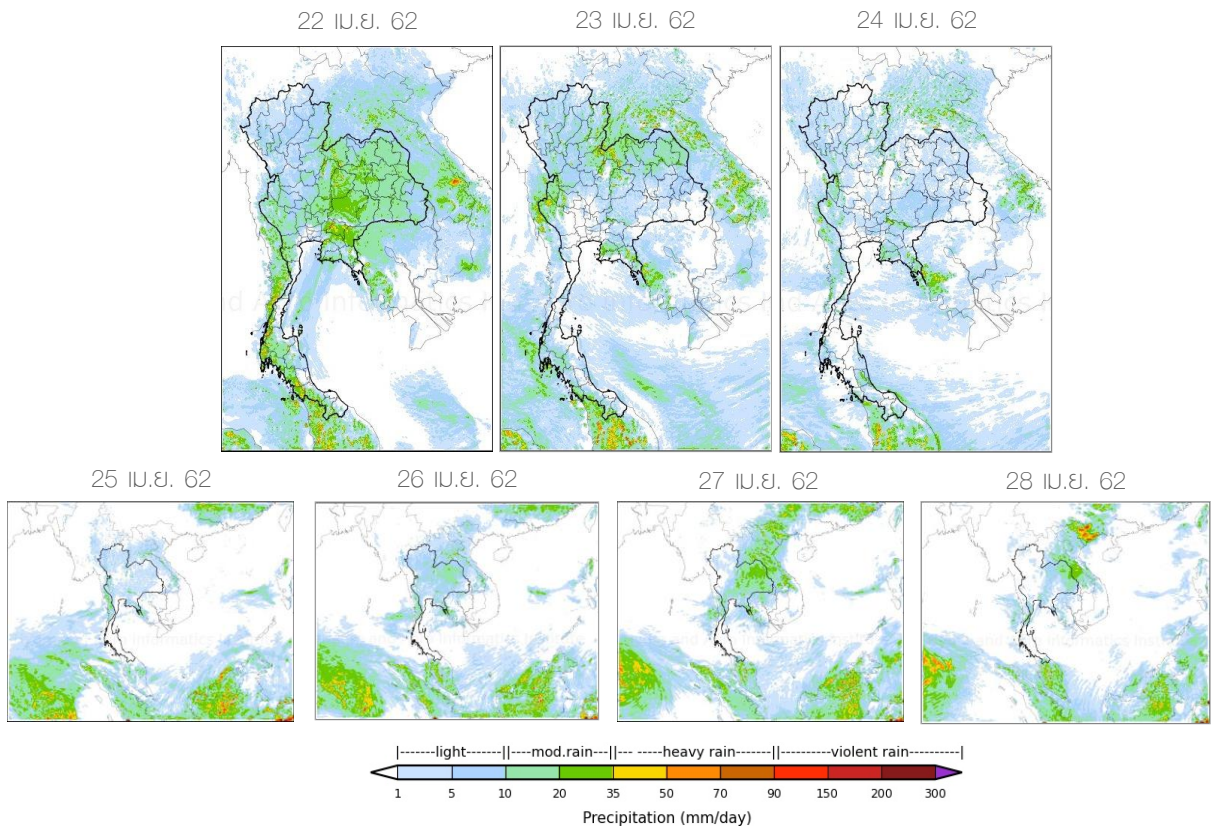 22 เม.ย. 62
23 เม.ย. 62
24 เม.ย. 62
25 เม.ย. 62
26 เม.ย. 62
27 เม.ย. 62
28 เม.ย. 62
|-------light-------||----mod.rain---||--- -----heavy rain-------||----------violent rain----------|
1 5 10 20 35 50 70 90 150 200 300
Precipitation (mm/day)